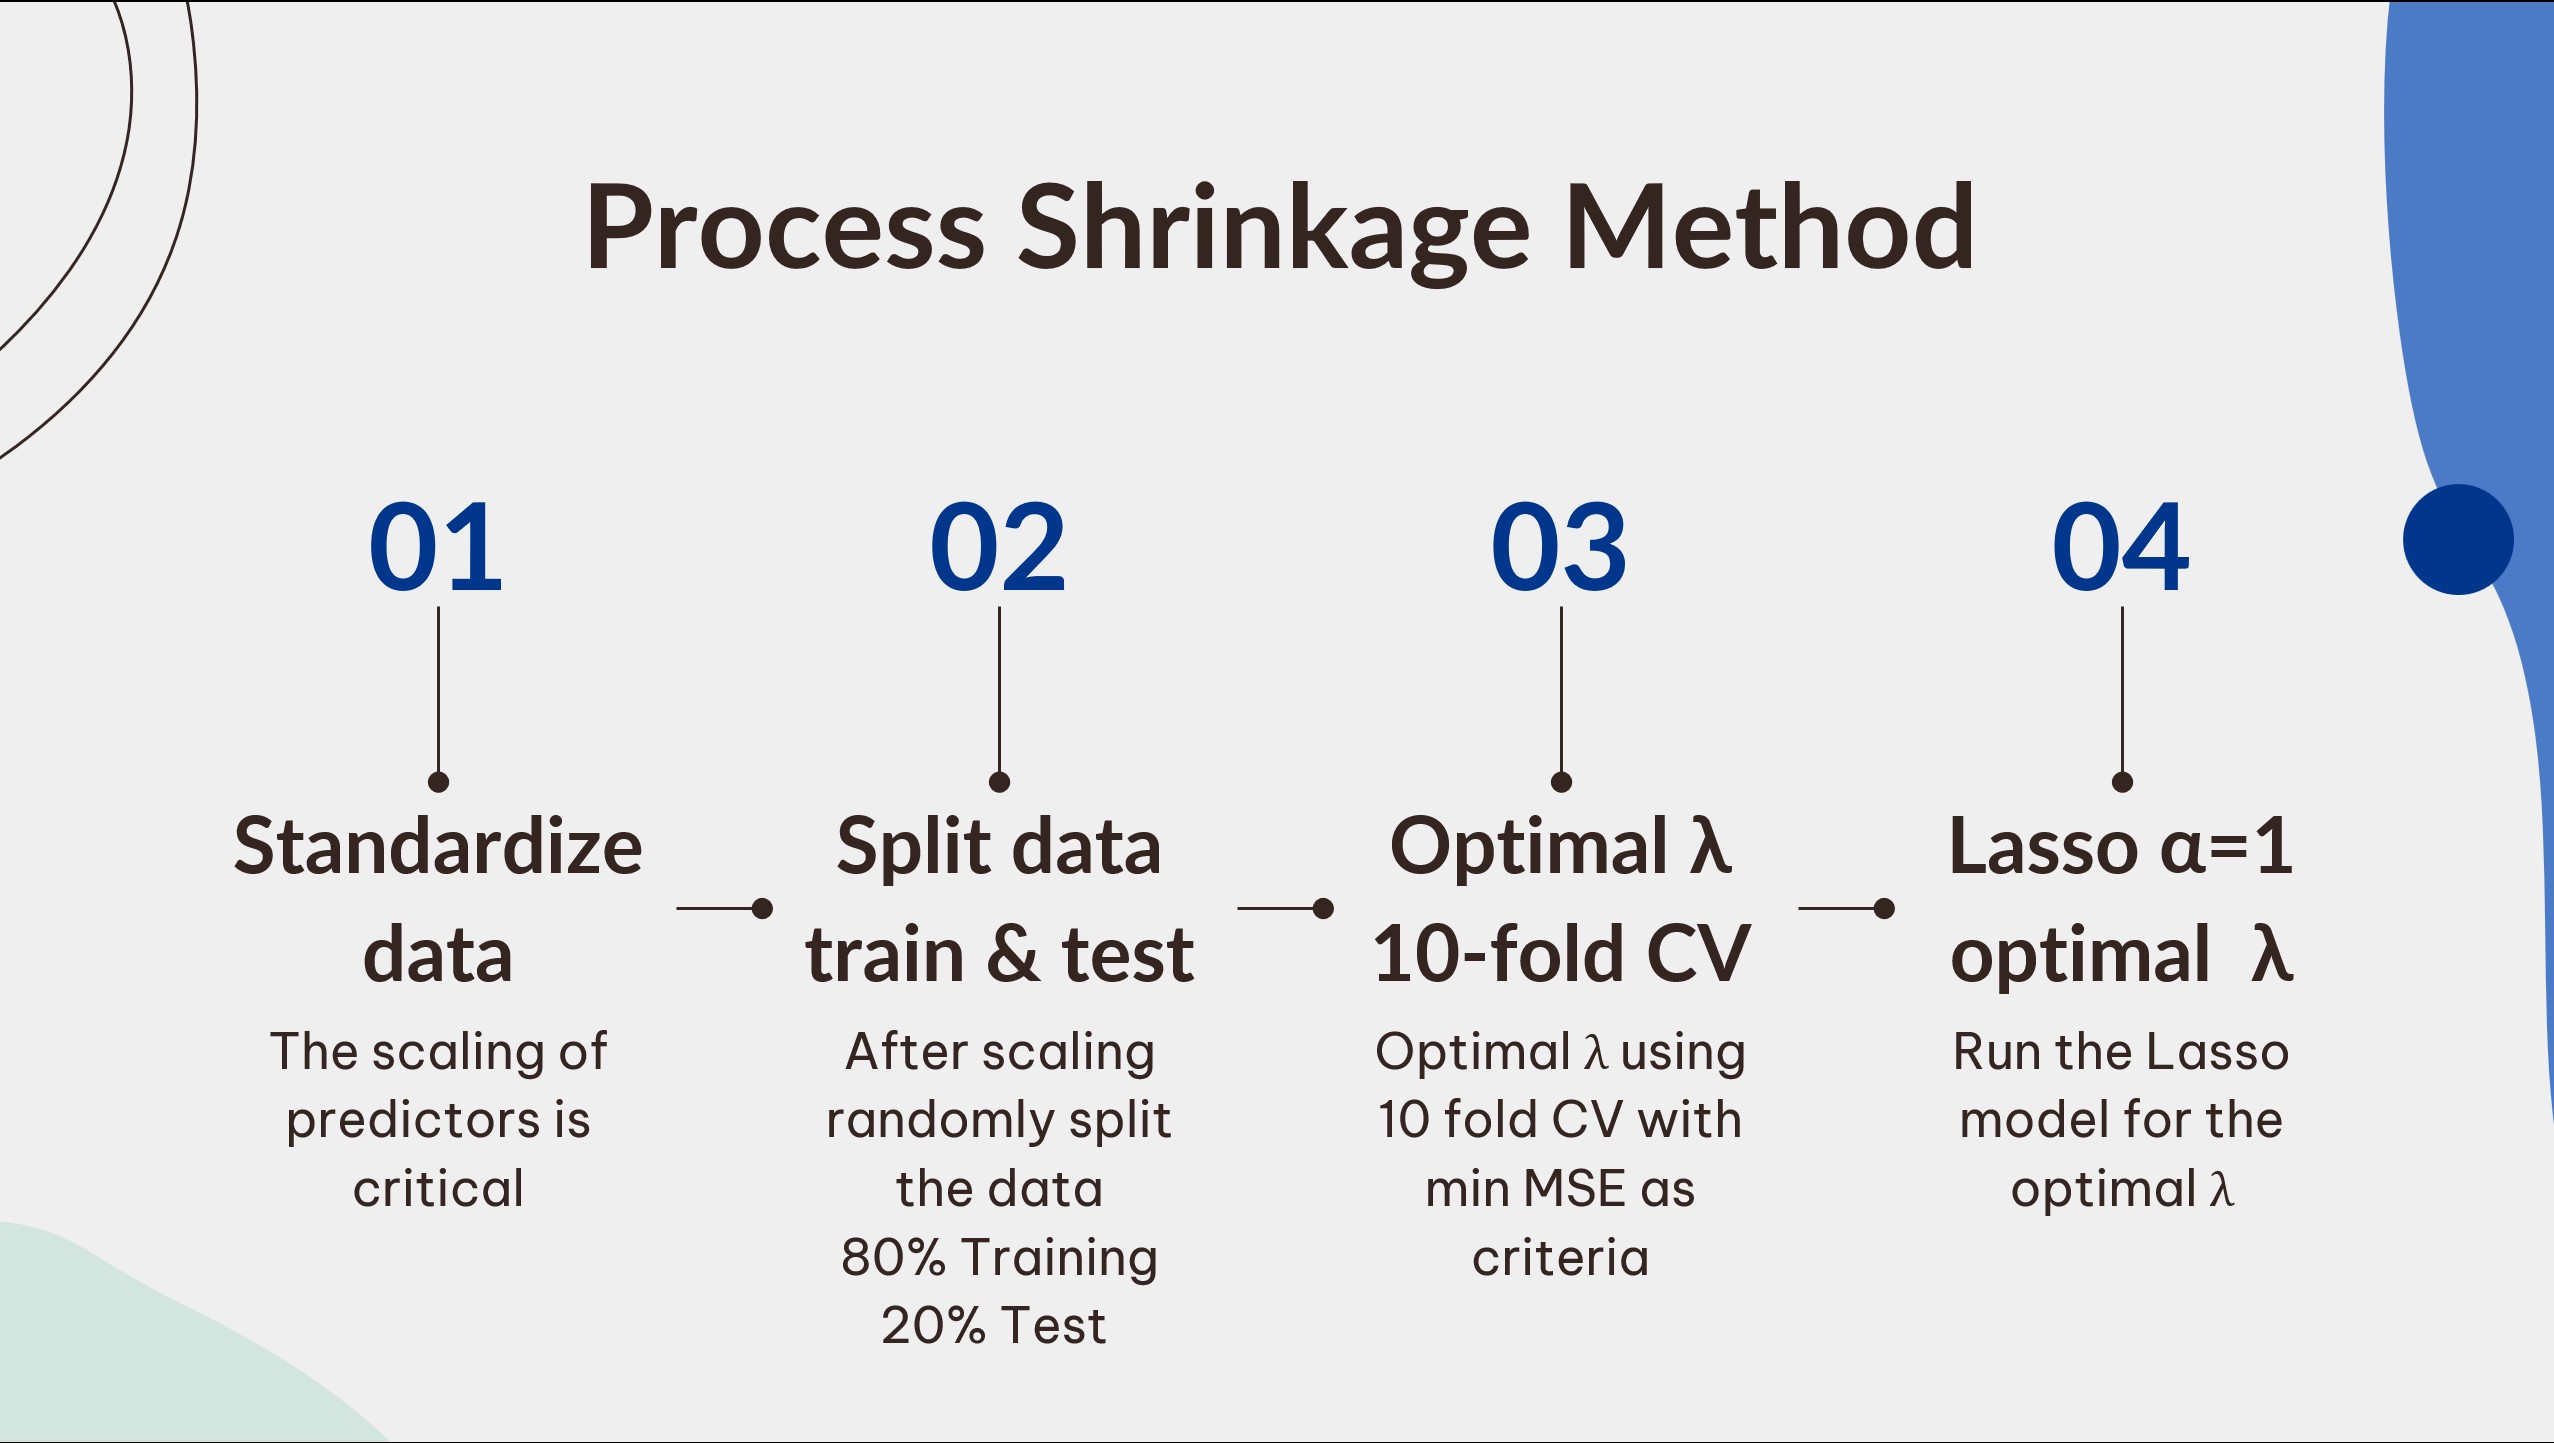 Process Shrinkage Method
01
Standardize
data
The scaling of
predictors is
critical
02
Split data
train & test
After scaling
randomly split
the data
80% Training
20% Test
03
Optimal λ
10-fold CV
Optimal λ using
10 fold CV with
min MSE as
criteria
04
Lasso α=1
optimal  λ
Run the Lasso
model for the
optimal λ